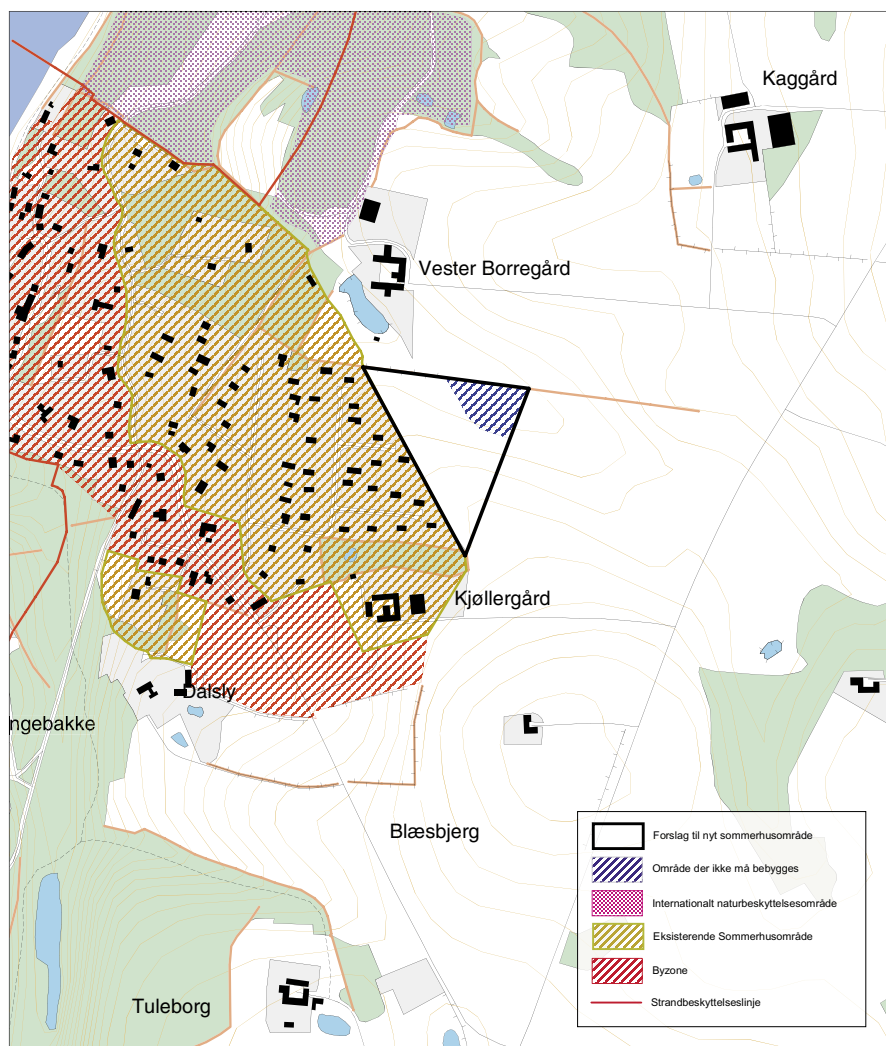 Kaggård
Vester Borregård
Kjøllergård
Dalsly
ngebakke
Blæsbjerg
Tuleborg
Forslag til nyt sommerhusområde
Område der ikke må bebygges
Internationalt naturbeskyttelsesområde
Eksisterende Sommerhusområde
Byzone
Strandbeskyttelseslinje